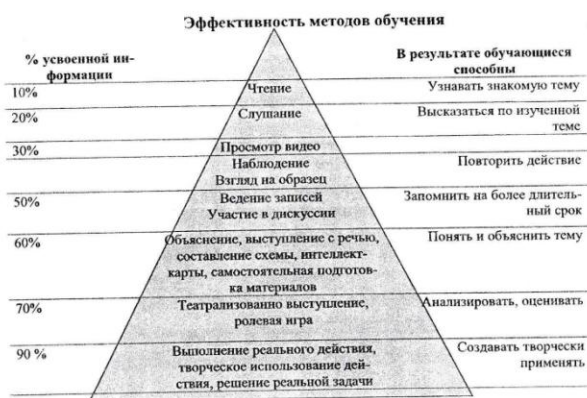 Эффективность методов обучения
% усвоенной ин-
формации
В результате обучающиеся
способны
10%
Чтение
Узнавать знакомую тему
20%
Слушание
Высказаться по изученной
теме
30%
Просмотр видео
Наблюдение
Взгляд на образец
Повторить действие
50%
Ведение записей
Участие в дискуссии
Запомнить на более длитель-
ный срок
60%
Объяснение, выступление с речью,
составление схемы, интеллект-
карты, самостоятельная подготов-
ка материалов
Понять и объяснить тему
70%
Театрализованно выступление,
ролевая игра
Анализировать, оценивать
90 %
Выполнение реального действия,
творческое использование дей-
ствия, решение реальной задачи
Создавать творчески
применять